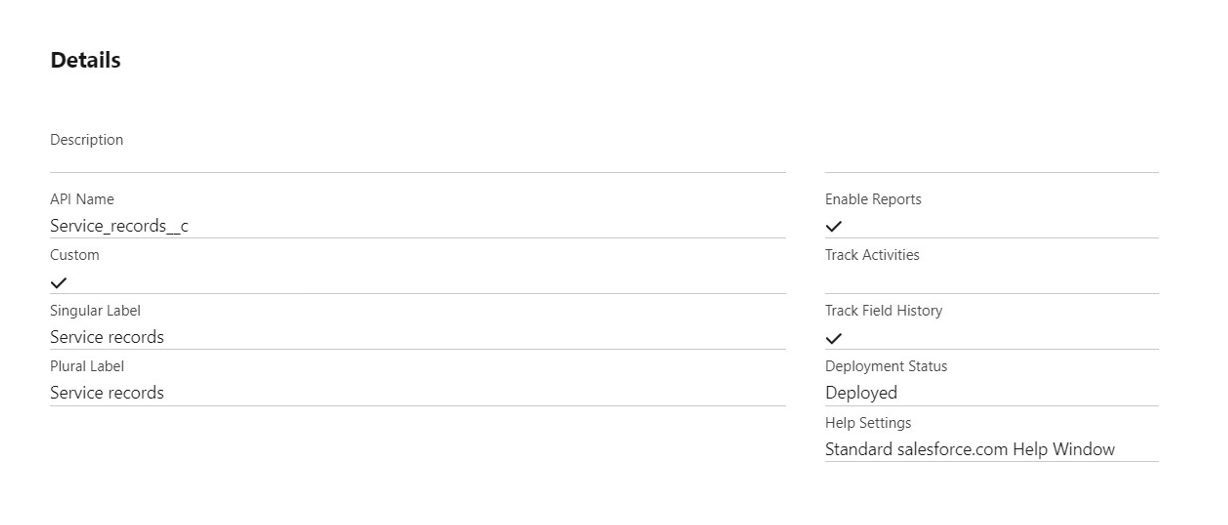 Details
Description
API Name
Service_records__c
Custom
Singular Label
Service records
Plural Label
Service records
Enable Reports
Track Activities
Track Field History
Deployment Status
Deployed
Help Settings
Standard salesforce.com Help Window